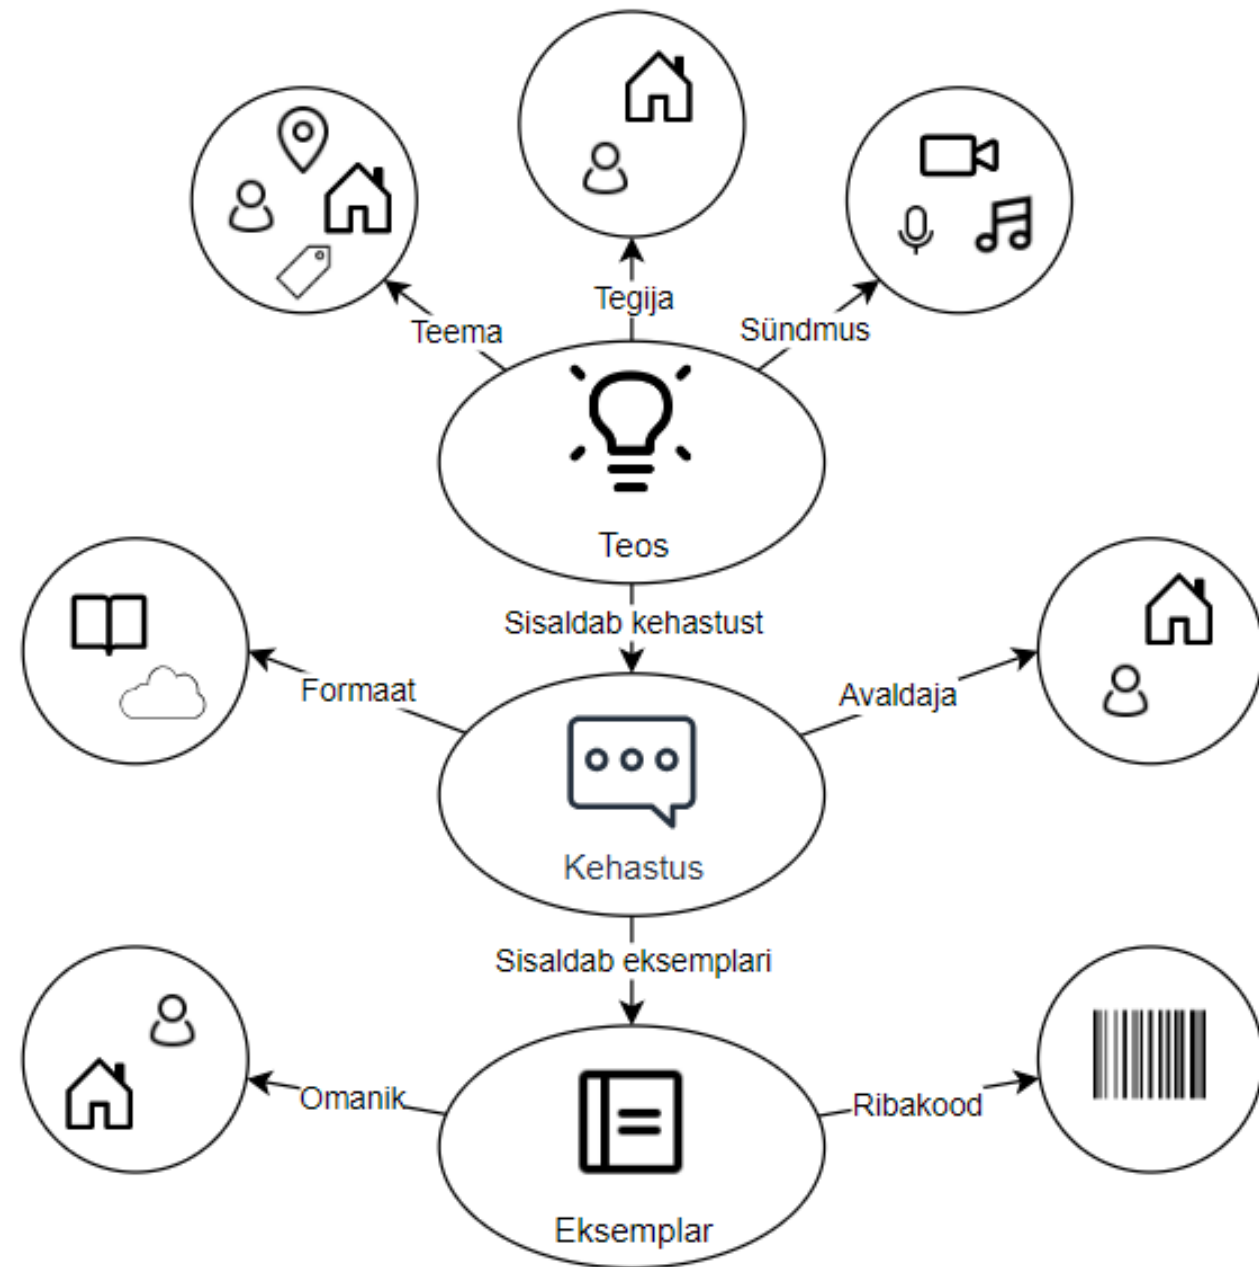 Tegija
Teema
Sündmus
Teos
Sisaldab kehastust
Formaat
Avaldaja
Kehastus
Sisaldab eksemplari
Omanik
Ribakood
Eksemplar